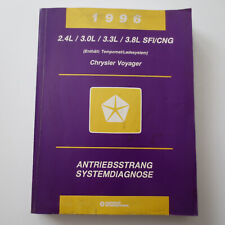 1996
2.4L / 3.0L / 3.3L / 3.8L SFI/CNG
(Enthält: Tempomat/Ladesystem)
Chrysler Voyager
ANTRIEBSSTRANG
SYSTEMDIAGNOSE